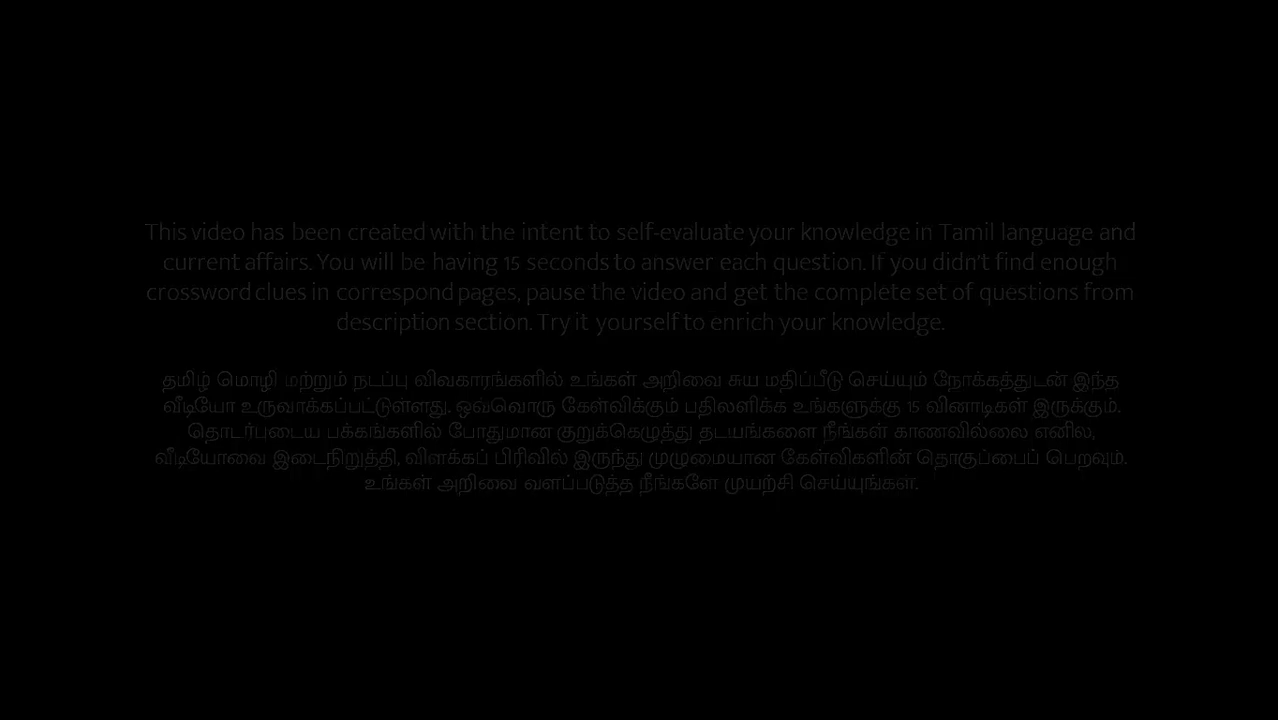 This video has been created with the intent to self-evaluate your knowledge in Tamil language and
current affairs. You will be having 15 seconds to answer each question. If you didn't find enough
crossword clues in correspond pages, pause the video and get the complete set of questions from
description section. Try it yourself to enrich your knowledge.
தமிழ் மொழி மற்றும் நடப்பு விவகாரங்களில் உங்கள் அறிவை சுய மதிப்பீடு செய்யும் நோக்கத்துடன் இந்த
வீடியோ உருவாக்கப்பட்டுள்ளது. ஒவ்வொரு கேள்விக்கும் பதிலளிக்க உங்களுக்கு 15 வினாடிகள் இருக்கும்.
தொடர்புடைய பக்கங்களில் போதுமான குறுக்கெழுத்து தடயங்களை நீங்கள் காணவில்லை எனில,
வீடியோவை இடைநிறுத்தி, விளக்கப் பிரிவில் இருந்து முழுமையான கேள்விகளின் தொகுப்பைப் பெறவும்.
உங்கள் அறிவை வளப்படுத்த நீங்களே முயற்சி செய்யுங்கள்.